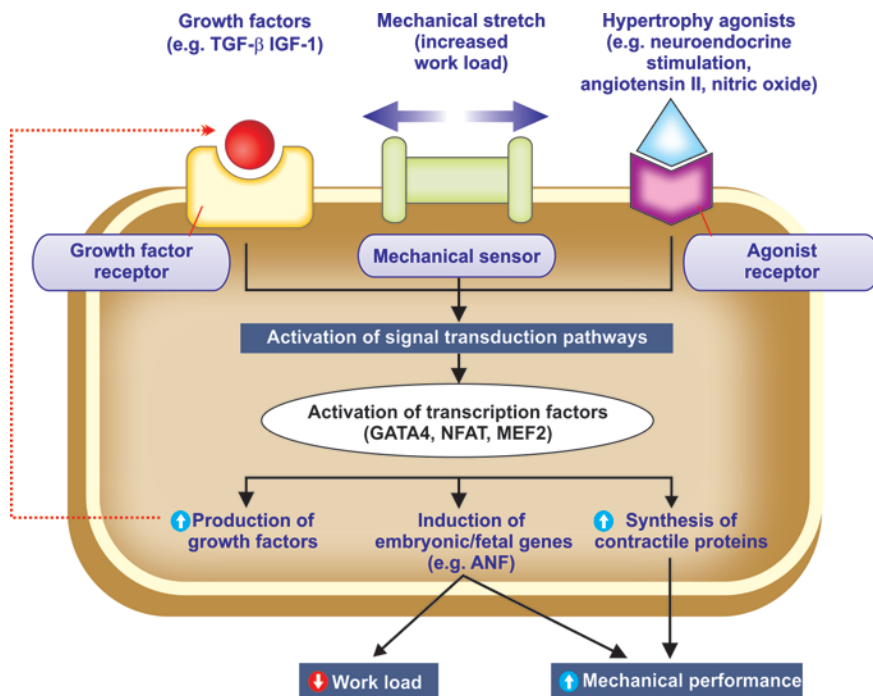 Growth factors
(e.g. TGF-β IGF-1)
Mechanical stretch
(increased
work load)
Hypertrophy agonists
(e.g. neuroendocrine
stimulation,
angiotensin II, nitric oxide)
Growth factor
receptor
Mechanical sensor
Agonist
receptor
Activation of signal transduction pathways
Activation of transcription factors
(GATA4, NFAT, MEF2)
Production of
growth factors
Induction of
embryonic/fetal genes
(e.g. ANF)
Synthesis of
contractile proteins
Work load
Mechanical performance